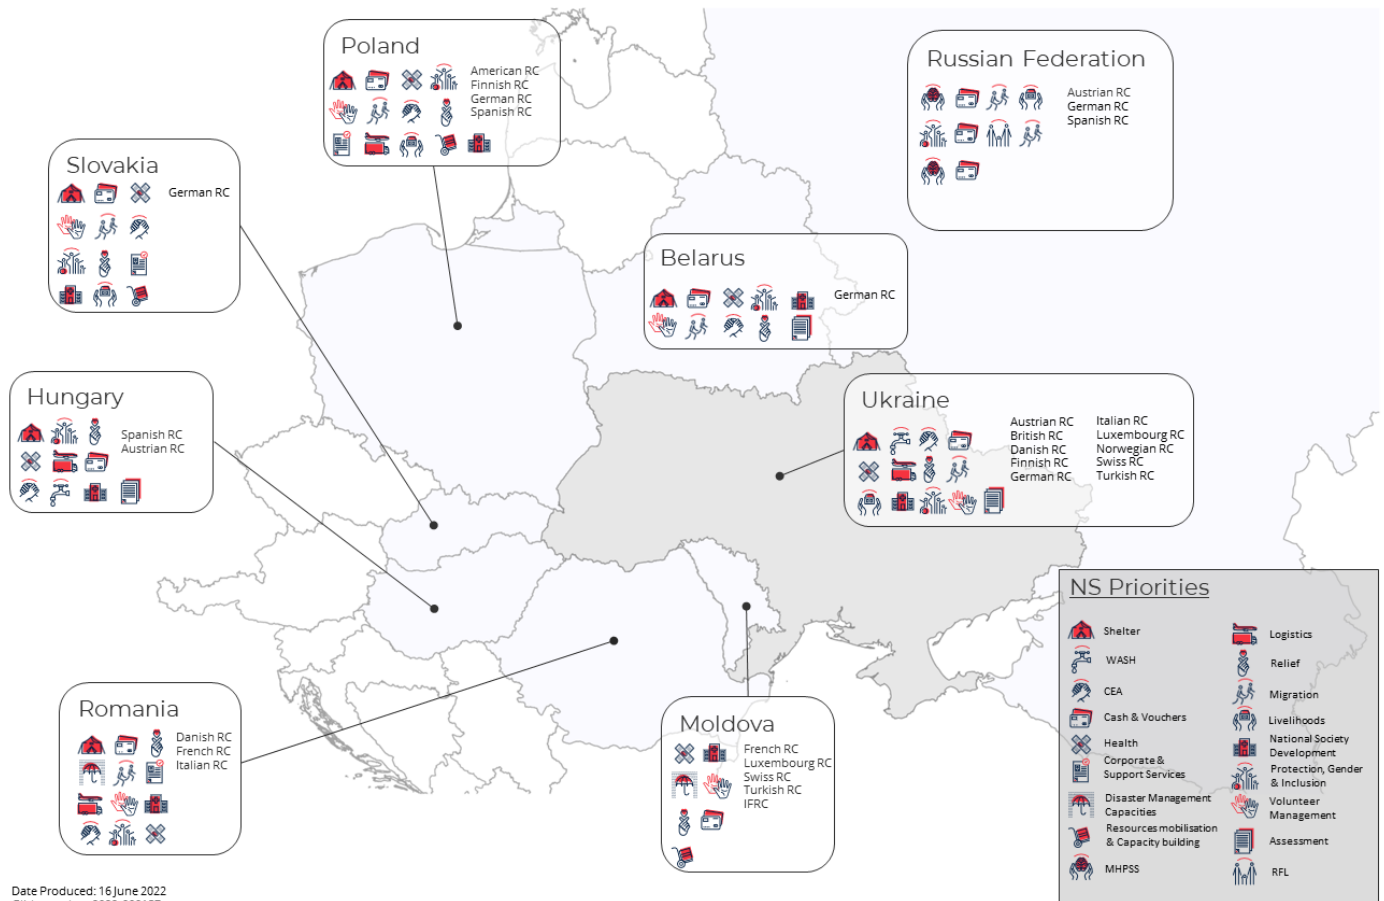 Poland
American RC
Finnish RC
German RC
Spanish RC
Russian Federation
Austrian RC
German RC
Spanish RC
Slovakia
German RC
Belarus
German RC
Hungary
Spanish RC
Austrian RC
Ukraine
Austrian RC
British RC
Danish RC
Finnish RC
German RC
Italian RC
Luxembourg RC
Norwegian RC
Swiss RC
Turkish RC
Romania
Danish RC
French RC
Italian RC
Moldova
French RC
Luxembourg RC
Swiss RC
Turkish RC
IFRC
NS Priorities
Shelter
WASH
CEA
Cash & Vouchers
Health
Corporate &
Support Services
Disaster Management
Capacities
Resources mobilisation
& Capacity building
MHPSS
Logistics
Relief
Migration
Livelihoods
National Society
Development
Protection, Gender
& Inclusion
Volunteer
Management
Assessment
RFL
Date Produced: 16 June 2022